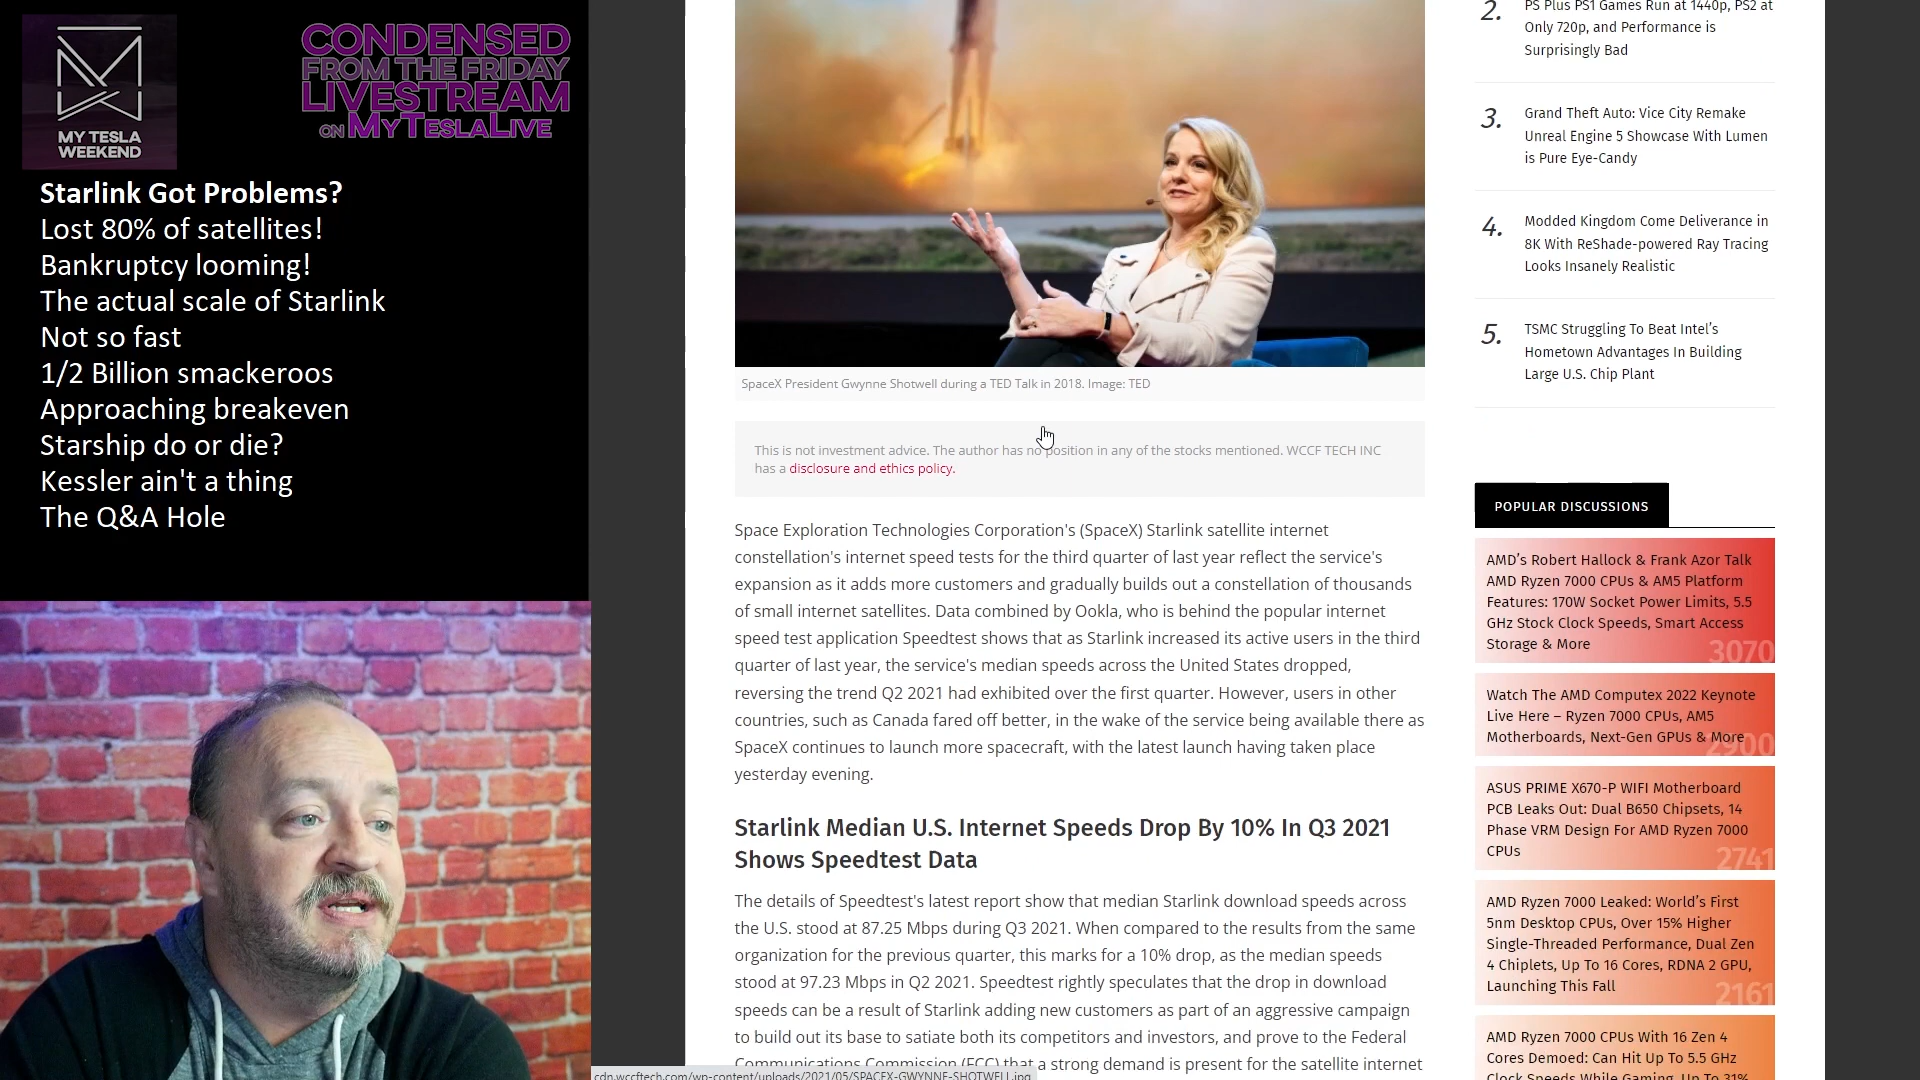 MY TESLA
WEEKEND
CONDENSED
FROM THE FRIDAY
LIVESTREAM
ON MYTESLALIVE
Starlink Got Problems?
Lost 80% of satellites!
Bankruptcy looming!
The actual scale of Starlink
Not so fast
1/2 Billion smackeroos
Approaching breakeven
Starship do or die?
Kessler ain't a thing
The Q&A Hole
SpaceX President Gwynne Shotwell during a TED Talk in 2018. Image: TED
This is not investment advice. The author has no position in any of the stocks mentioned. WCCF TECH INC
has a disclosure and ethics policy.
Space Exploration Technologies Corporation's (SpaceX) Starlink satellite internet
constellation's internet speed tests for the third quarter of last year reflect the service's
expansion as it adds more customers and gradually builds out a constellation of thousands
of small internet satellites. Data combined by Ookla, who is behind the popular internet
speed test application Speedtest shows that as Starlink increased its active users in the third
quarter of last year, the service's median speeds across the United States dropped,
reversing the trend Q2 2021 had exhibited over the first quarter. However, users in other
countries, such as Canada fared off better, in the wake of the service being available there as
SpaceX continues to launch more spacecraft, with the latest launch having taken place
yesterday evening.
Starlink Median U.S. Internet Speeds Drop By 10% In Q3 2021
Shows Speedtest Data
The details of Speedtest's latest report show that median Starlink download speeds across
the U.S. stood at 87.25 Mbps during Q3 2021. When compared to the results from the same
organization for the previous quarter, this marks for a 10% drop, as the median speeds
stood at 97.23 Mbps in Q2 2021. Speedtest rightly speculates that the drop in download
speeds can be a result of Starlink adding new customers as part of an aggressive campaign
to build out its base to satiate both its competitors and investors, and prove to the Federal
Communications Commission (FCC) that a strong demand is present for the satellite internet
cdn.wccftech.com/wp-content/uploads/2021/05/SPACEX-GWYNNE-SHOTWELL.jpg
2. PS Plus PS1 Games Run at 1440p, PS2 at
Only 720p, and Performance is
Surprisingly Bad
3. Grand Theft Auto: Vice City Remake
Unreal Engine 5 Showcase With Lumen
is Pure Eye-Candy
4. Modded Kingdom Come Deliverance in
8K With ReShade-powered Ray Tracing
Looks Insanely Realistic
5. TSMC Struggling To Beat Intel's
Hometown Advantages In Building
Large U.S. Chip Plant
POPULAR DISCUSSIONS
AMD's Robert Hallock & Frank Azor Talk
AMD Ryzen 7000 CPUs & AM5 Platform
Features: 170W Socket Power Limits, 5.5
GHz Stock Clock Speeds, Smart Access
Storage & More
3070
Watch The AMD Computex 2022 Keynote
Live Here – Ryzen 7000 CPUs, AM5
Motherboards, Next-Gen GPUs & More
2900
ASUS PRIME X670-P WIFI Motherboard
PCB Leaks Out: Dual B650 Chipsets, 14
Phase VRM Design For AMD Ryzen 7000
CPUs
2741
AMD Ryzen 7000 Leaked: World's First
5nm Desktop CPUs, Over 15% Higher
Single-Threaded Performance, Dual Zen
4 Chiplets, Up To 16 Cores, RDNA 2 GPU,
Launching This Fall
2161
AMD Ryzen 7000 CPUs With 16 Zen 4
Cores Demoed: Can Hit Up To 5.5 GHz
Clock Speeds While Gaming, Up To 31%